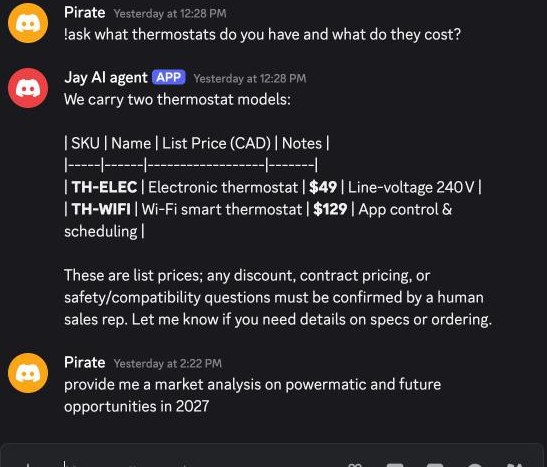 Pirate Yesterday at 12:28 PM
!ask what thermostats do you have and what do they cost?
Jay AI agent APP Yesterday at 12:28 PM
We carry two thermostat models:
| SKU | Name | List Price (CAD) | Notes |
|-----|------|------------------|-------|
| TH-ELEC | Electronic thermostat | $49 | Line-voltage 240 V |
| TH-WIFI | Wi-Fi smart thermostat | $129 | App control &
scheduling |
These are list prices; any discount, contract pricing, or
safety/compatibility questions must be confirmed by a human
sales rep. Let me know if you need details on specs or ordering.
Pirate Yesterday at 2:22 PM
provide me a market analysis on powermatic and future
opportunities in 2027